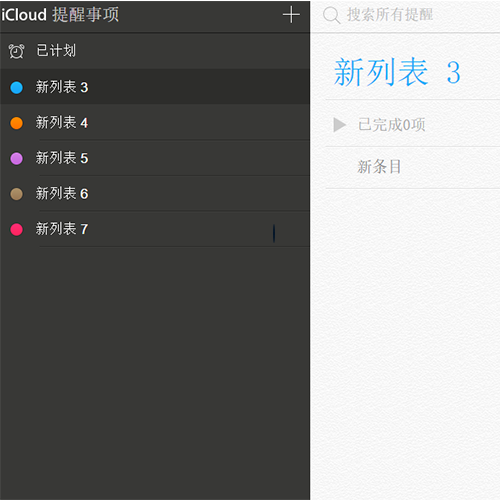 iCloud 提醒事项
已计划
新列表 3
新列表 4
新列表 5
新列表 6
新列表 7
搜索所有提醒
新列表 3
已完成0项
新条目